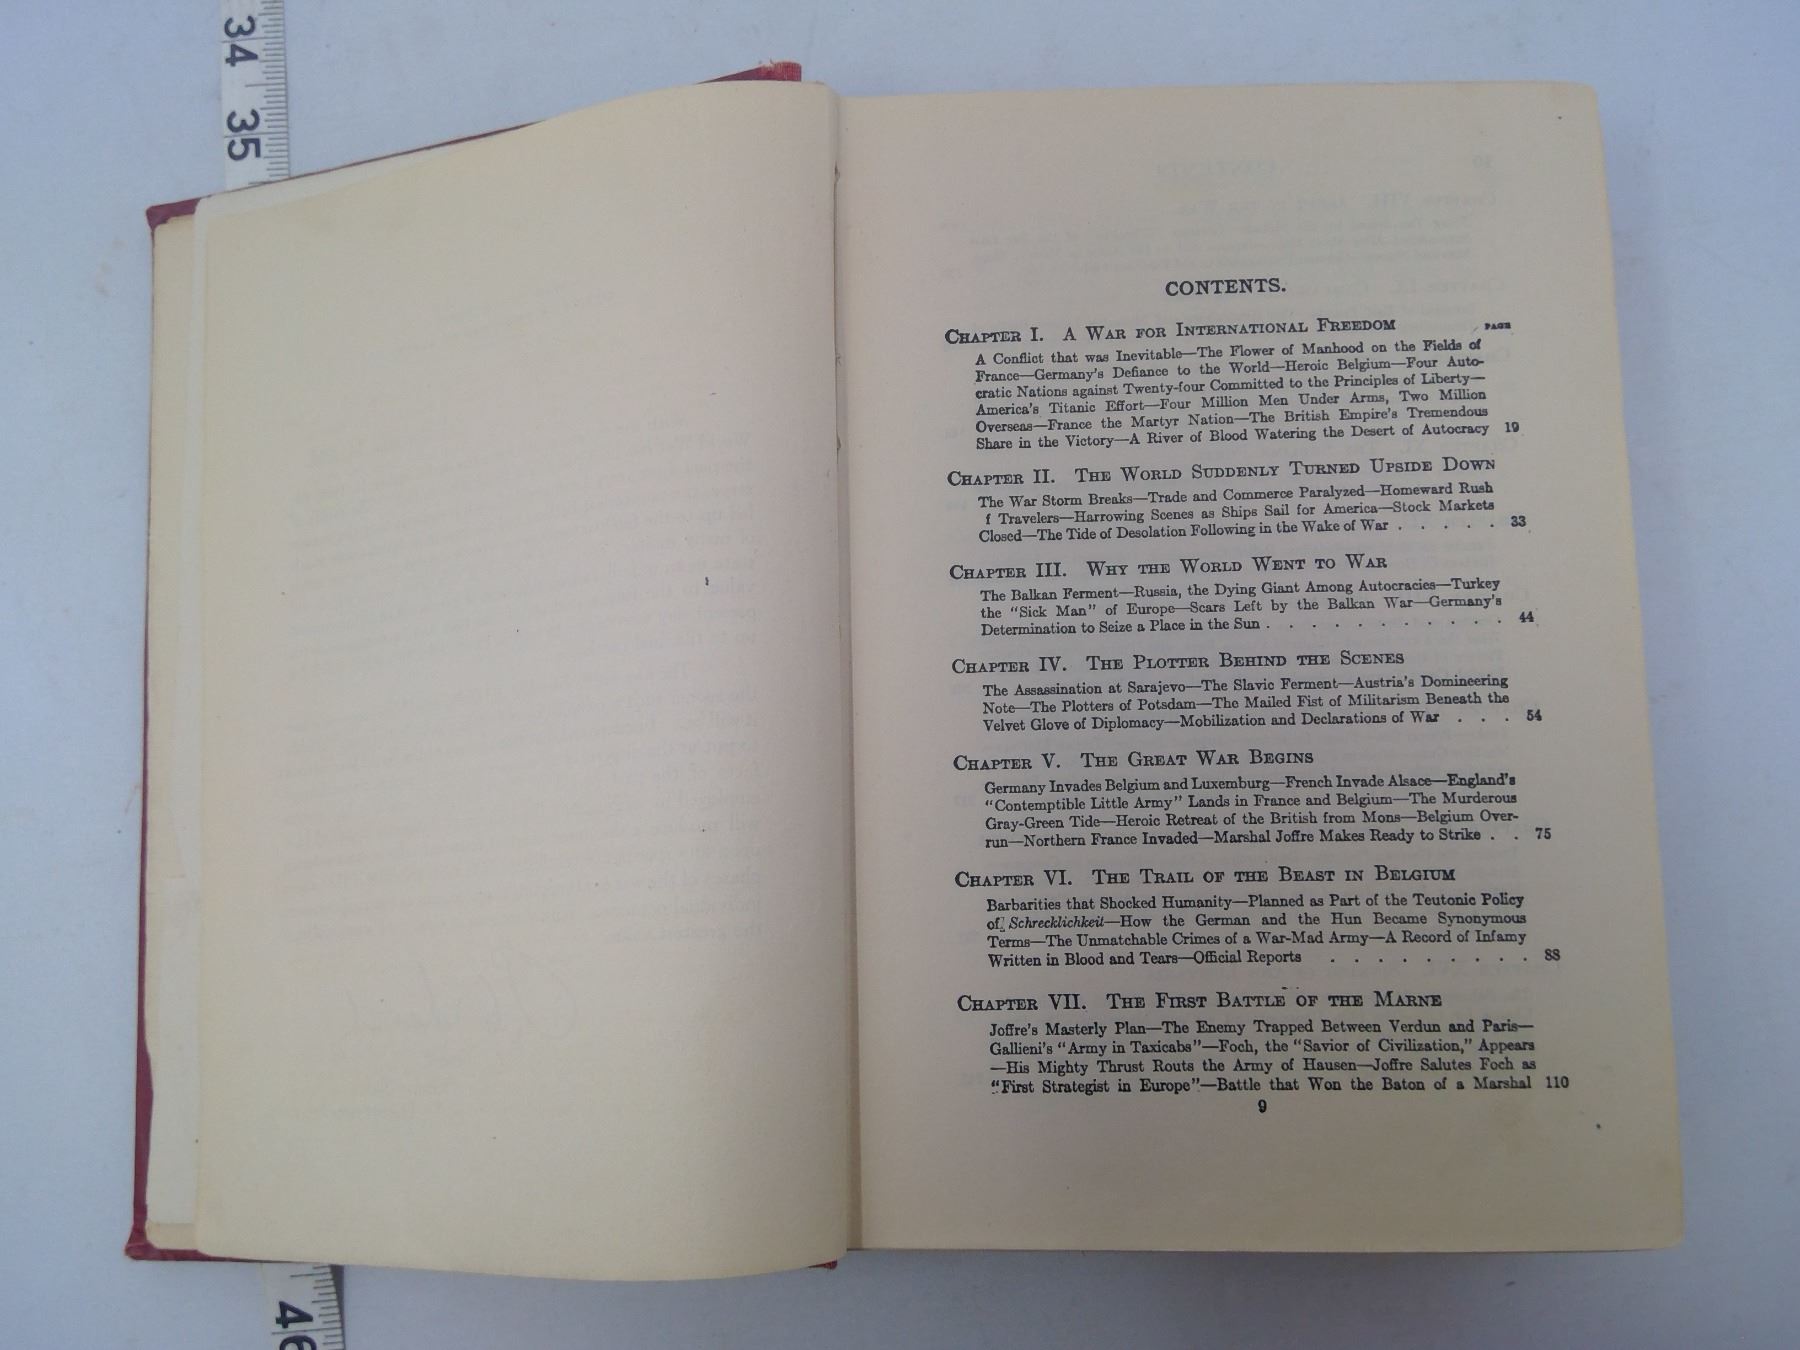 34
35
46
CONTENTS.
PAGE
CHAPTER I. A WAR FOR INTERNATIONAL FREEDOM
A Conflict that was Inevitable—The Flower of Manhood on the Fields of
France—Germany's Defiance to the World—Heroic Belgium—Four Auto-
cratic Nations against Twenty-four Committed to the Principles of Liberty—
America's Titanic Effort—Four Million Men Under Arms, Two Million
Overseas—France the Martyr Nation—The British Empire's Tremendous
Share in the Victory—A River of Blood Watering the Desert of Autocracy 19
CHAPTER II. THE WORLD SUDDENLY TURNED UPSIDE DOWN
The War Storm Breaks—Trade and Commerce Paralyzed—Homeward Rush
f Travelers—Harrowing Scenes as Ships Sail for America—Stock Markets
Closed—The Tide of Desolation Following in the Wake of War . . . . . 33
CHAPTER III. WHY THE WORLD WENT TO WAR
The Balkan Ferment—Russia, the Dying Giant Among Autocracies—Turkey
the "Sick Man" of Europe—Scars Left by the Balkan War—Germany's
Determination to Seize a Place in the Sun . . . . . . . . . . . 44
CHAPTER IV. THE PLOTTER BEHIND THE SCENES
The Assassination at Sarajevo—The Slavic Ferment—Austria's Domineering
Note—The Plotters of Potsdam—The Mailed Fist of Militarism Beneath the
Velvet Glove of Diplomacy—Mobilization and Declarations of War . . . 54
CHAPTER V. THE GREAT WAR BEGINS
Germany Invades Belgium and Luxemburg—French Invade Alsace—England's
"Contemptible Little Army" Lands in France and Belgium—The Murderous
Gray-Green Tide—Heroic Retreat of the British from Mons—Belgium Over-
run—Northern France Invaded—Marshal Joffre Makes Ready to Strike . . 75
CHAPTER VI. THE TRAIL OF THE BEAST IN BELGIUM
Barbarities that Shocked Humanity—Planned as Part of the Teutonic Policy
of Schrecklichkeit—How the German and the Hun Became Synonymous
Terms—The Unmatchable Crimes of a War-Mad Army—A Record of Infamy
Written in Blood and Tears—Official Reports . . . . . . . . . 88
CHAPTER VII. THE FIRST BATTLE OF THE MARNE
Joffre's Masterly Plan—The Enemy Trapped Between Verdun and Paris—
Gallieni's "Army in Taxicabs"—Foch, the "Savior of Civilization," Appears
—His Mighty Thrust Routs the Army of Hausen—Joffre Salutes Foch as
"First Strategist in Europe"—Battle that Won the Baton of a Marshal 110
9